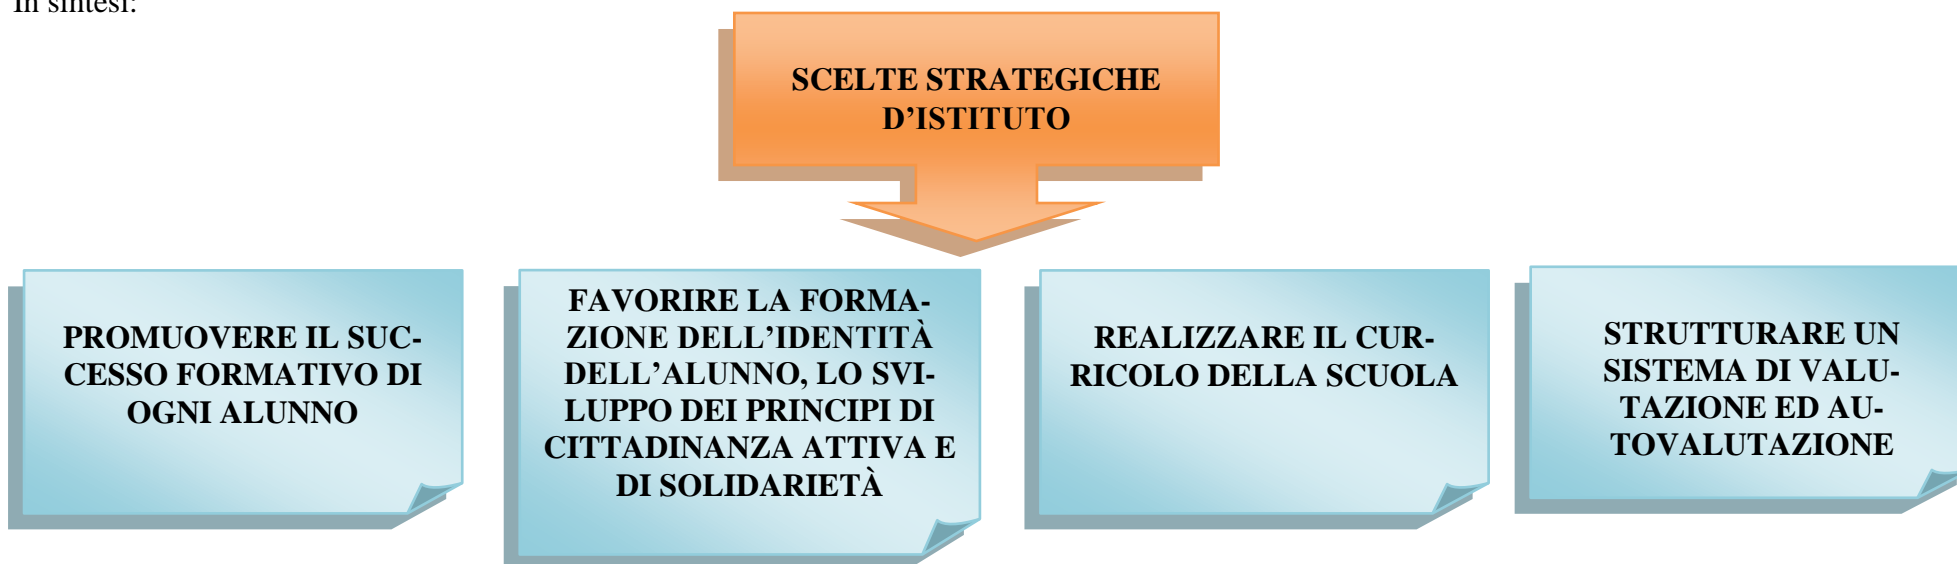 In sintesi:
SCELTE STRATEGICHE
D’ISTITUTO
PROMUOVERE IL SUC-
CESSO FORMATIVO DI
OGNI ALUNNO
FAVORIRE LA FORMA-
ZIONE DELL’IDENTITÀ
DELL’ALUNNO, LO SVI-
LUPPO DEI PRINCIPI DI
CITTADINANZA ATTIVA E
DI SOLIDARIETÀ
REALIZZARE IL CUR-
RICOLO DELLA SCUOLA
STRUTTURARE UN
SISTEMA DI VALU-
TAZIONE ED AU-
TOVALUTAZIONE